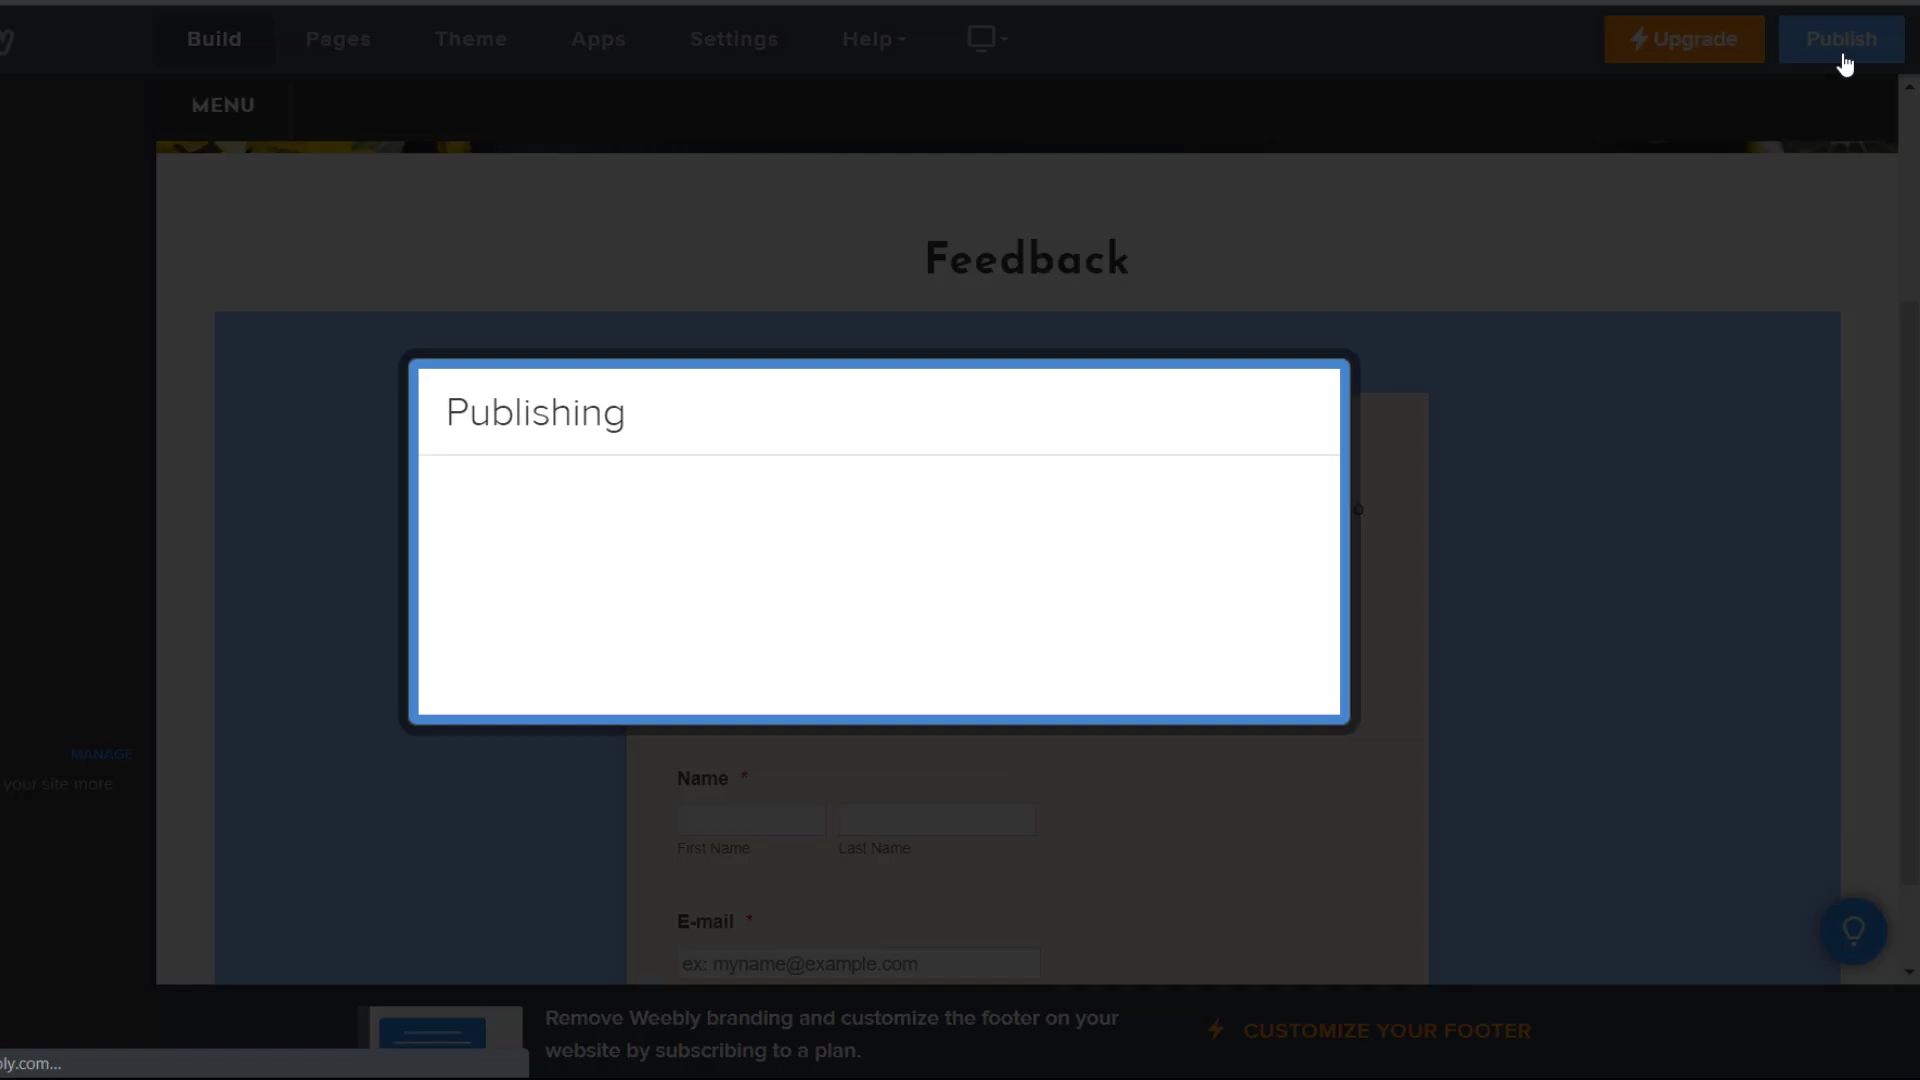 Build Pages Theme Apps Settings Help Upgrade Publish
MENU
Feedback
Publishing
MANAGE
your site more
Name *
First Name Last Name
E-mail *
ex: myname@example.com
Remove Weebly branding and customize the footer on your
website by subscribing to a plan.
CUSTOMIZE YOUR FOOTER
ly.com...